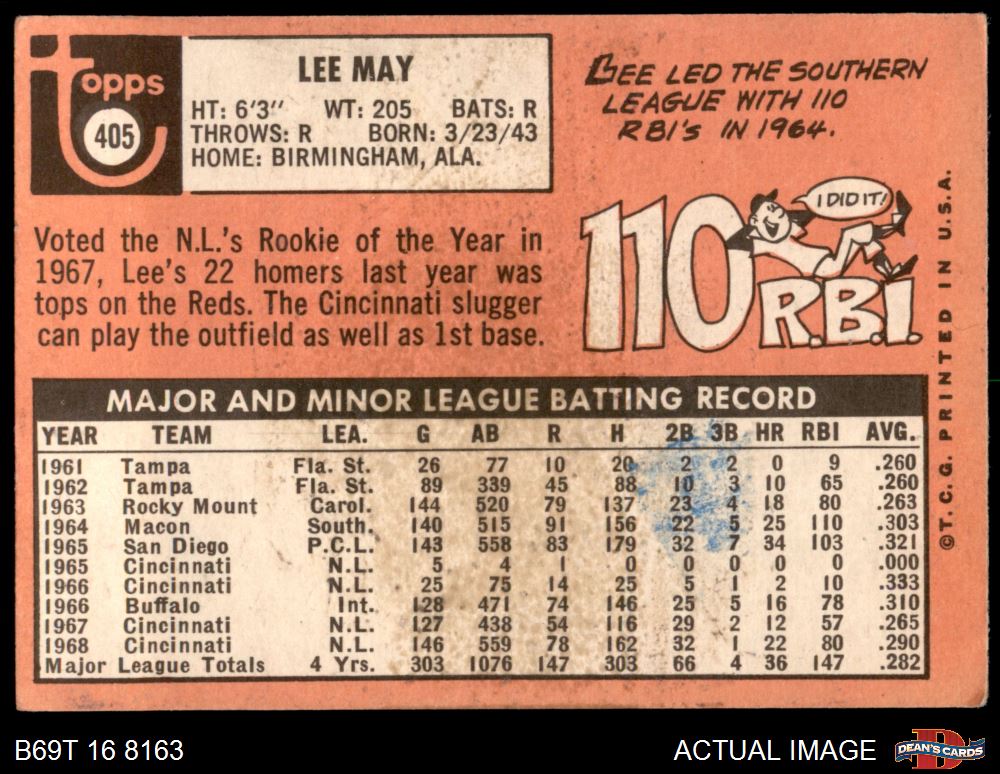 Topps
405
LEE MAY
HT: 6'3" WT: 205 BATS: R
THROWS: R BORN: 3/23/43
HOME: BIRMINGHAM, ALA.
LEE LED THE SOUTHERN
LEAGUE WITH 110
RBI'S IN 1964.
I DID IT!
110 R.B.I.
Voted the N.L.'s Rookie of the Year in
1967, Lee's 22 homers last year was
tops on the Reds. The Cincinnati slugger
can play the outfield as well as 1st base.
MAJOR AND MINOR LEAGUE BATTING RECORD
YEAR TEAM LEA. G AB R H 2B 3B HR RBI AVG.
1961 Tampa Fla. St. 26 77 10 20 2 2 0 9 .260
1962 Tampa Fla. St. 89 339 45 88 10 3 10 65 .260
1963 Rocky Mount Carol. 144 520 79 137 23 4 18 80 .263
1964 Macon South. 140 515 91 156 22 5 25 110 .303
1965 San Diego P.C.L. 143 558 83 179 32 7 34 103 .321
1965 Cincinnati N.L. 5 4 1 0 0 0 0 0 .000
1966 Cincinnati N.L. 25 75 14 25 5 1 2 10 .333
1966 Buffalo Int. 128 471 74 146 25 5 16 78 .310
1967 Cincinnati N.L. 127 438 54 116 29 2 12 57 .265
1968 Cincinnati N.L. 146 559 78 162 32 1 22 80 .290
Major League Totals 4 Yrs. 303 1076 147 303 66 4 36 147 .282
©T. C. G. PRINTED IN U.S.A.
B69T 16 8163
ACTUAL IMAGE
DEAN'S CARDS